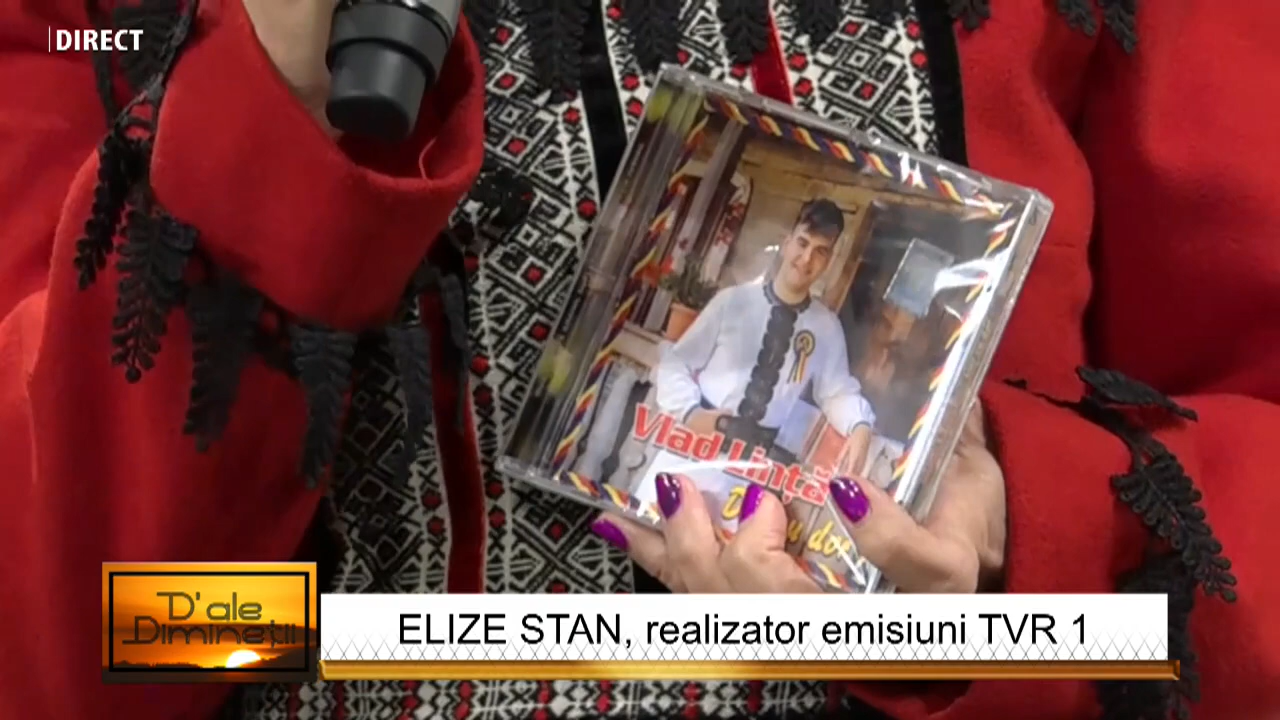 DIRECT
Vlad Lință
D'ale
Dimineții
ELIZE STAN, realizator emisiuni TVR 1